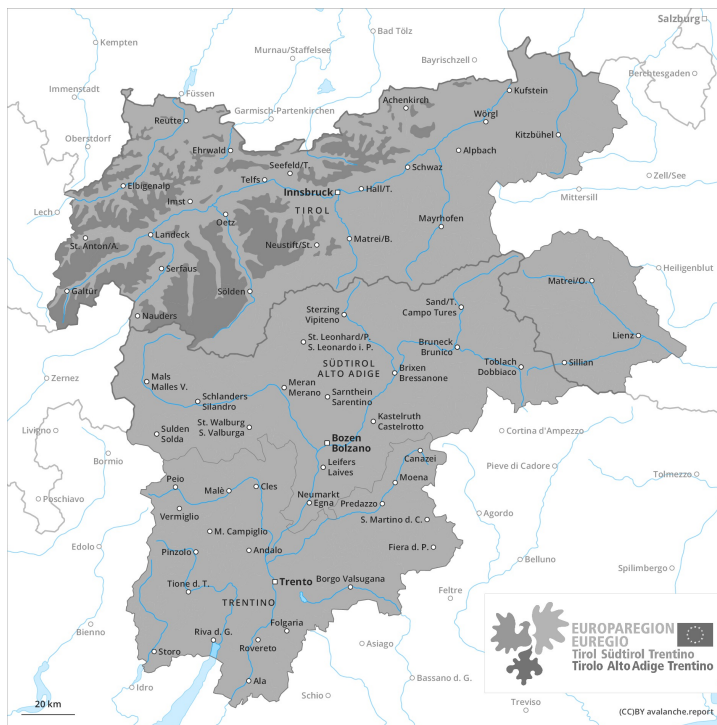 Salzburg
Kempten
Bad Tölz
Murnau/Staffelsee
Bayrischzell
Berchtesgaden
Immenstadt
Füssen
Kufstein
Achenkirch
Garmisch-Partenkirchen
Wörgl
Reutte
Oberstdorf
Kitzbühel
Ehrwald
Alpbach
Seefeld/T.
Schwaz
Telfs
Zell/See
Elbigenalp
Innsbruck
Hall/T.
Mittersill
Imst
TIROL
Lech
Oetz
Mayrhofen
Landeck
Matrei/B.
St. Anton/A.
Neustift/St.
Serfaus
Heiligenblut
Galtür
Sölden
Matrei/O.
Nauders
Sterzing
Vipiteno
Sand/T.
Campo Tures
Lienz
St. Leonhard/P.
S. Leonardo i. P.
Bruneck
Brunico
Sillian
SÜDTIROL
ALTO ADIGE
Toblach
Dobbiaco
Brixen
Bressanone
Zernez
Mals
Malles V.
Meran
Merano
Schlanders
Silandro
Sarnthein
Sarentino
St. Walburg
S. Valburga
Kastelruth
Castelrotto
Livigno
Sulden
Solda
Cortina d'Ampezzo
Bozen
Bolzano
Bormio
Canazei
Leifers
Laives
Pieve di Cadore
Tolmezzo
Peio
Malè
Cles
Moena
Poschiavo
Neumarkt
Egna
Predazzo
Vermiglio
S. Martino d. C.
Agordo
M. Campiglio
Edolo
Pinzolo
Andalo
Fiera d. P.
Belluno
Spilimbergo
Tione d. T.
Trento
Borgo Valsugana
Feltre
TRENTINO
Folgaria
Bienno
Riva d. G.
Rovereto
Asiago
Storo
Ala
Bassano d. G.
Idro
Schio
Treviso
EUROPAREGION
EUREGIO
Tirol Südtirol Trentino
Tirolo Alto Adige Trentino
20 km
(CC)BY avalanche.report